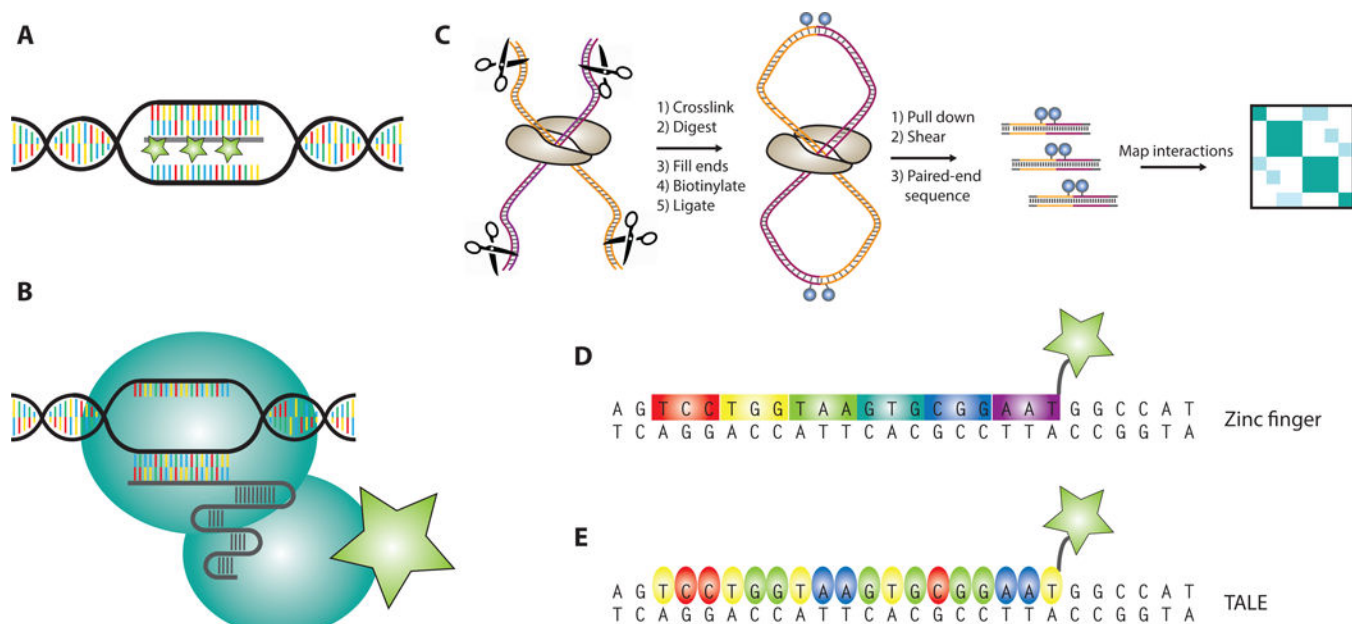 A
C
1) Crosslink
2) Digest
3) Fill ends
4) Biotinylate
5) Ligate
1) Pull down
2) Shear
3) Paired-end
sequence
Map interactions
B
D
A G T C C T G G T A A G T G C G G A A T G G C C A T
T C A G G A C C A T T C A C G C C T T A C C G G T A
Zinc finger
E
A G T C C T G G T A A G T G C G G A A T G G C C A T
T C A G G A C C A T T C A C G C C T T A C C G G T A
TALE